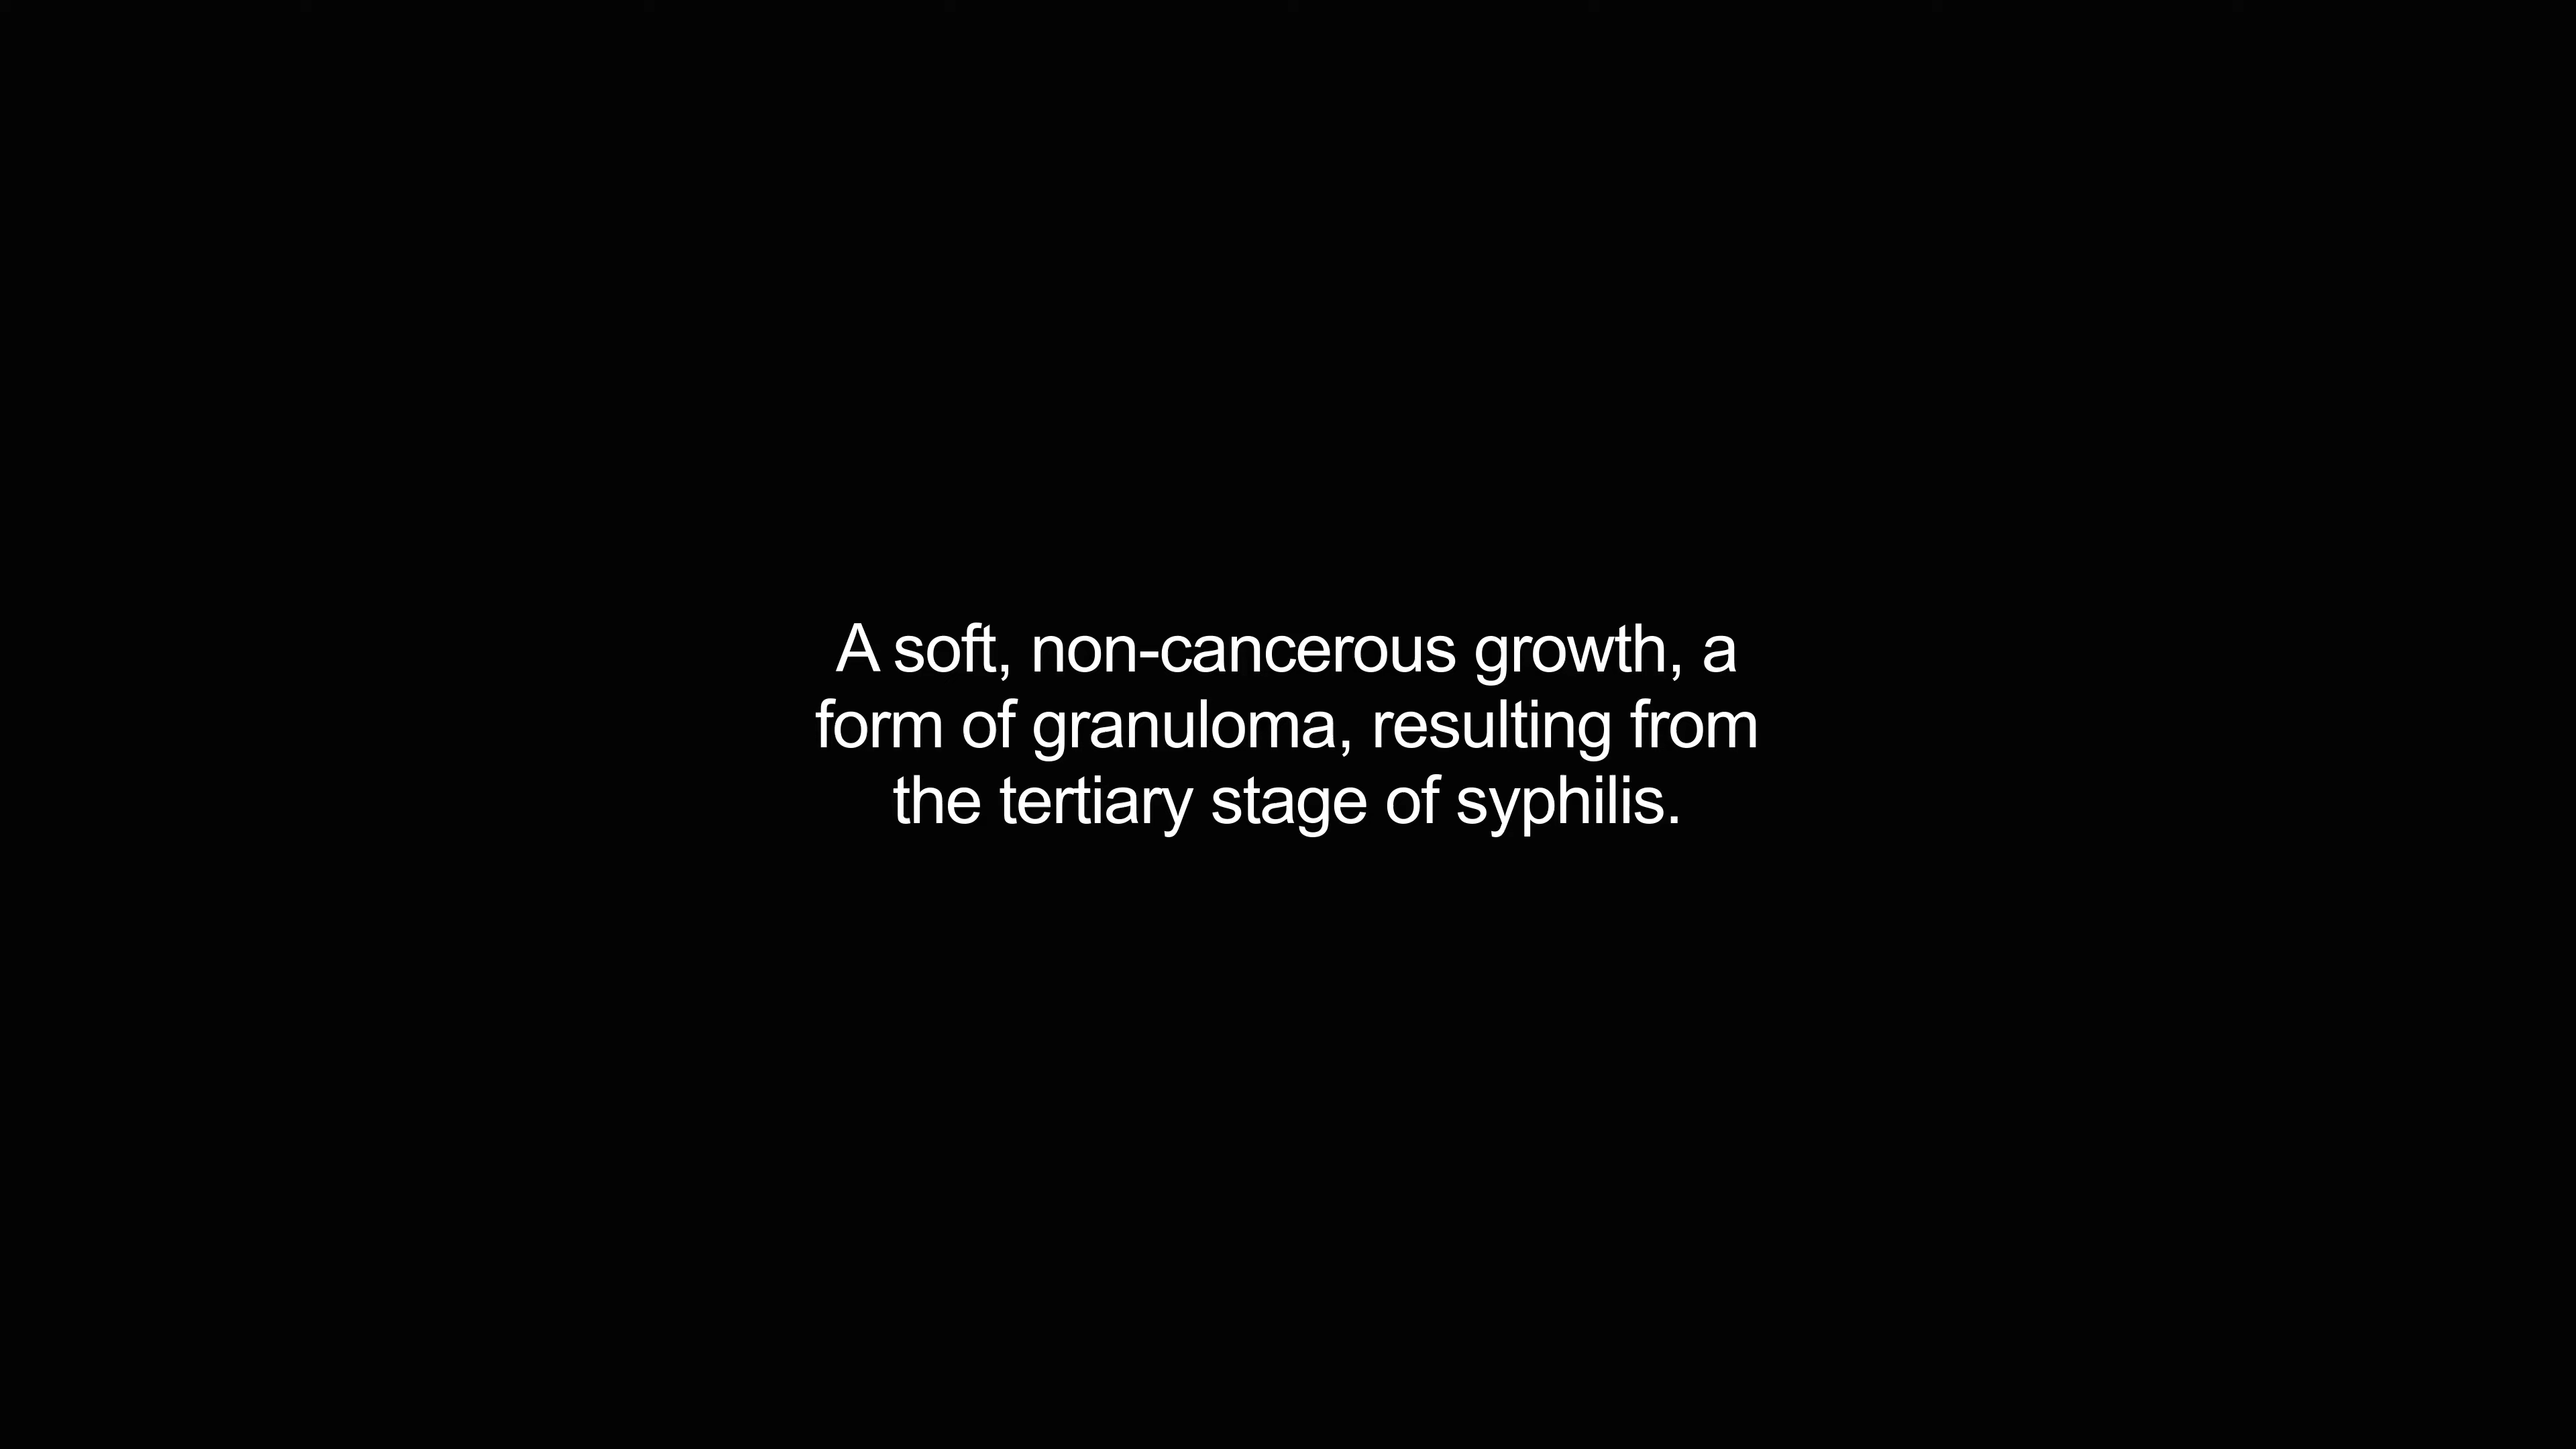 A soft, non-cancerous growth, a
form of granuloma, resulting from
the tertiary stage of syphilis.